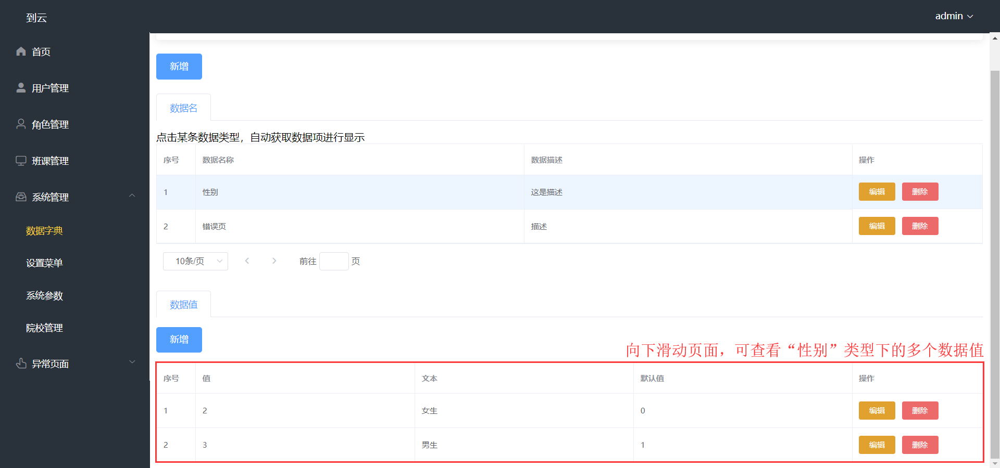 到云
admin
首页
用户管理
角色管理
班课管理
系统管理
数据字典
设置菜单
系统参数
院校管理
异常页面
新增
数据名
点击某条数据类型，自动获取数据项进行显示
序号 数据名称 数据描述 操作
1 性别 这是描述 编辑 删除
2 错误页 描述 编辑 删除
10条/页 前往 页
数据值
新增
向下滑动页面，可查看“性别”类型下的多个数据值
序号 值 文本 默认值 操作
1 2 女生 0 编辑 删除
2 3 男生 1 编辑 删除